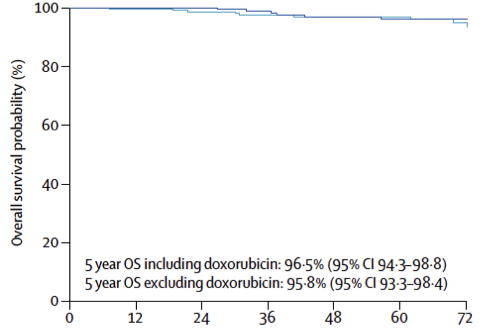 100
80
60
40
20
0
Overall survival probability (%)
5 year OS including doxorubicin: 96·5% (95% CI 94·3–98·8)
5 year OS excluding doxorubicin: 95·8% (95% CI 93·3–98·4)
0 12 24 36 48 60 72